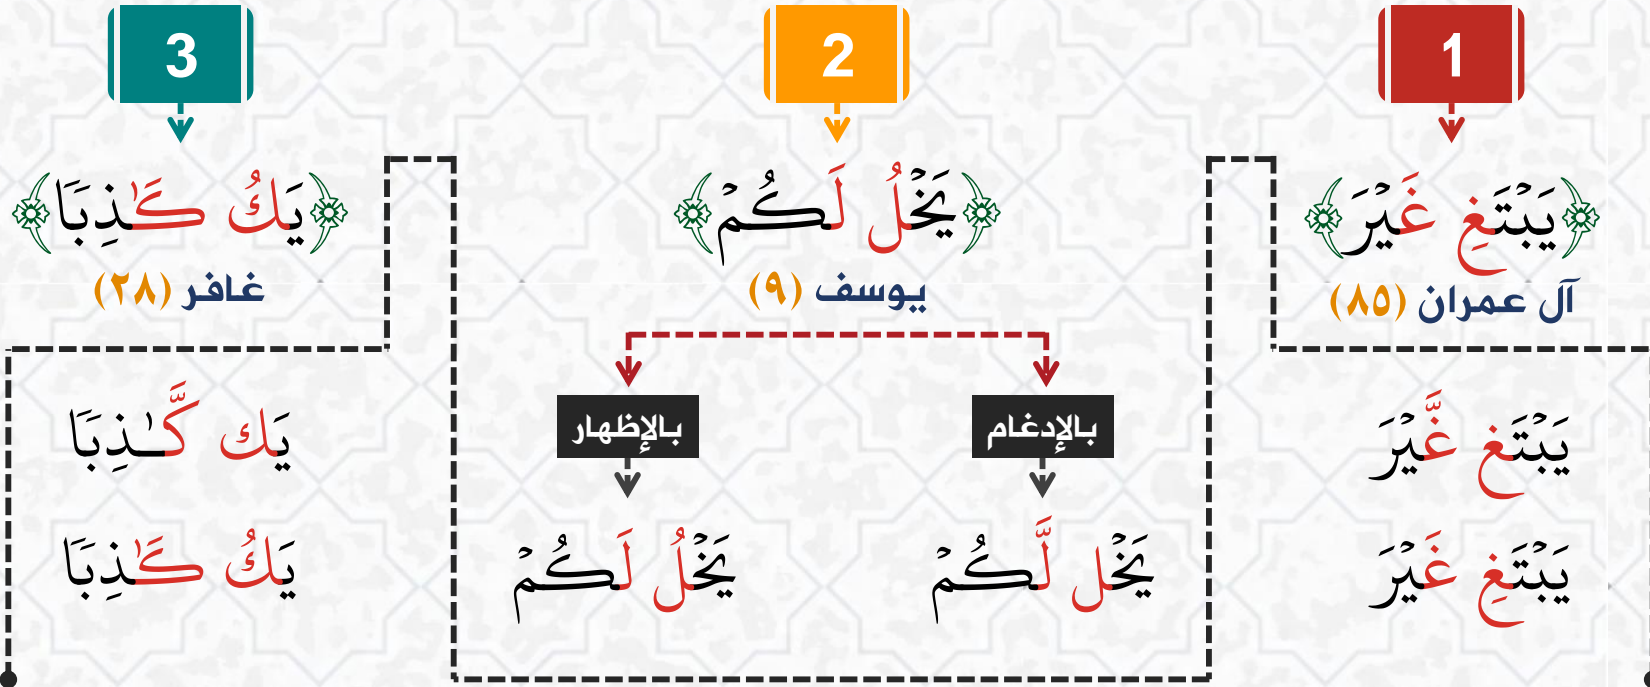 1
﴿يَبۡتَغِ غَيۡرَ﴾
آل عمران (٨٥)
يَبۡتَغ غَّيۡرَ
يَبۡتَغِ غَيۡرَ
2
﴿يَخۡلُ لَكُمۡ﴾
يوسف (٩)
بالإدغام
يَخۡل لَّكُمۡ
بالإظهار
يَخۡلُ لَكُمۡ
3
﴿يَكُ كَٰذِبٗا﴾
غافر (٢٨)
يَك كَّٰذِبٗا
يَكُ كَٰذِبٗا